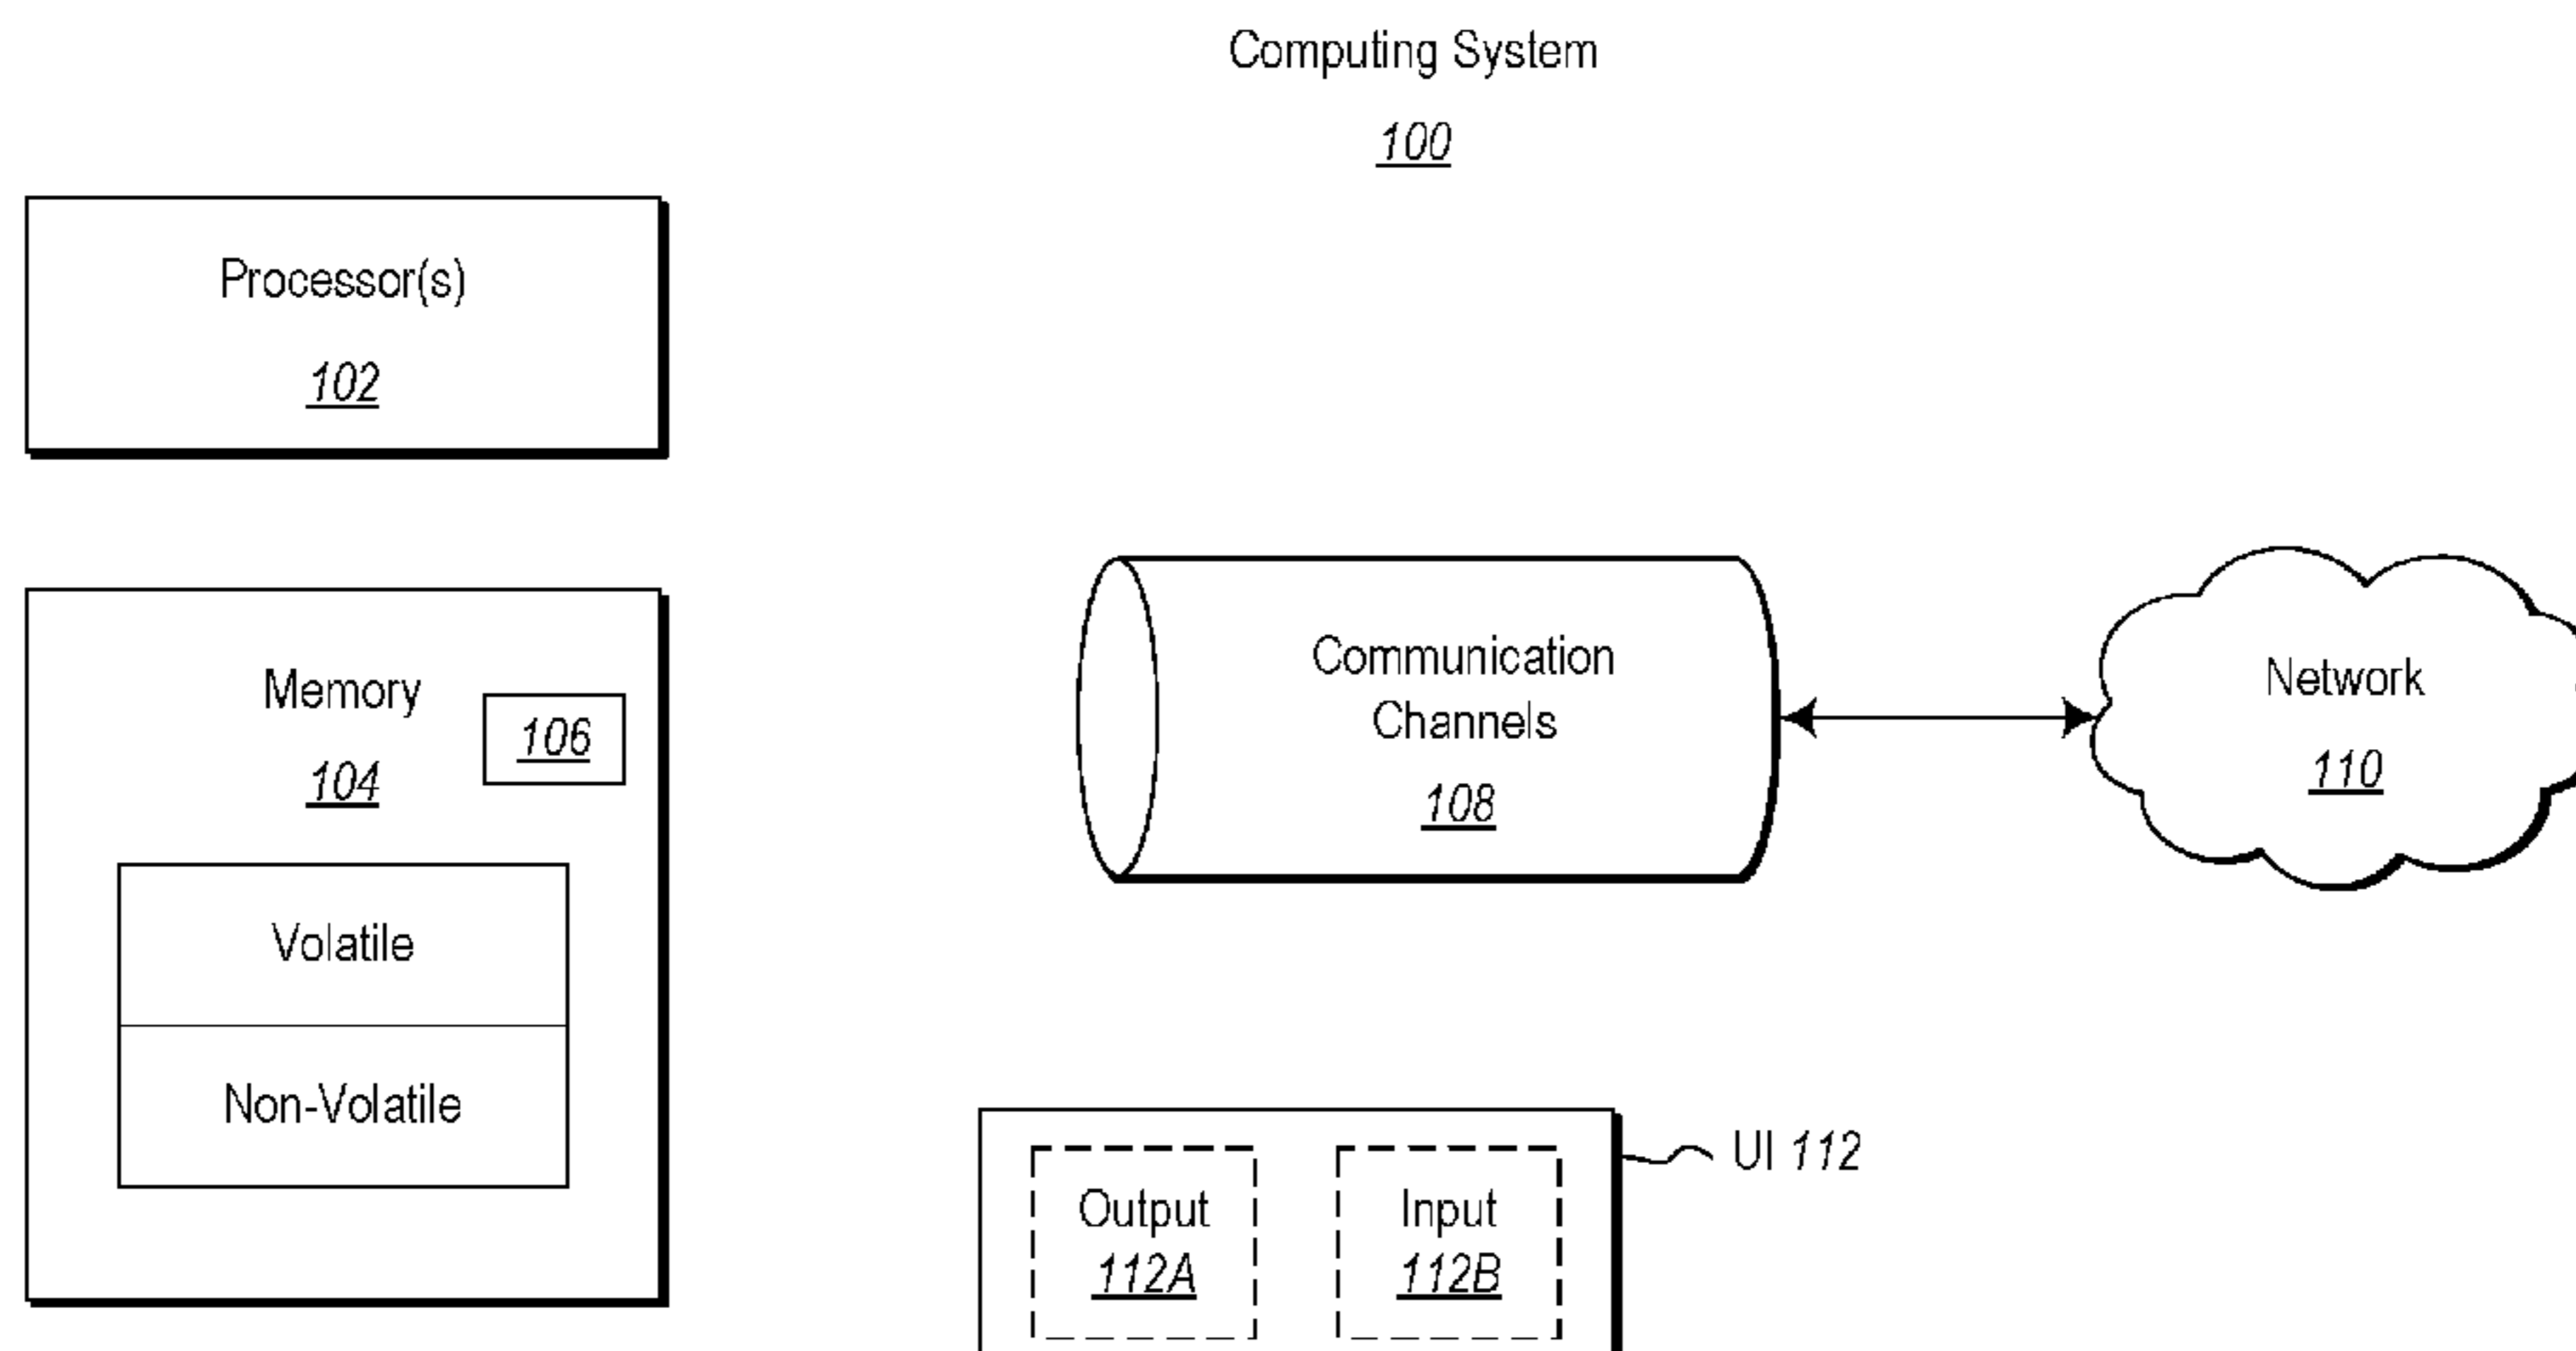 Computing System
100
Processor(s)
102
Memory
104
106
Volatile
Non-Volatile
Communication
Channels
108
Network
110
UI 112
Output
112A
Input
112B